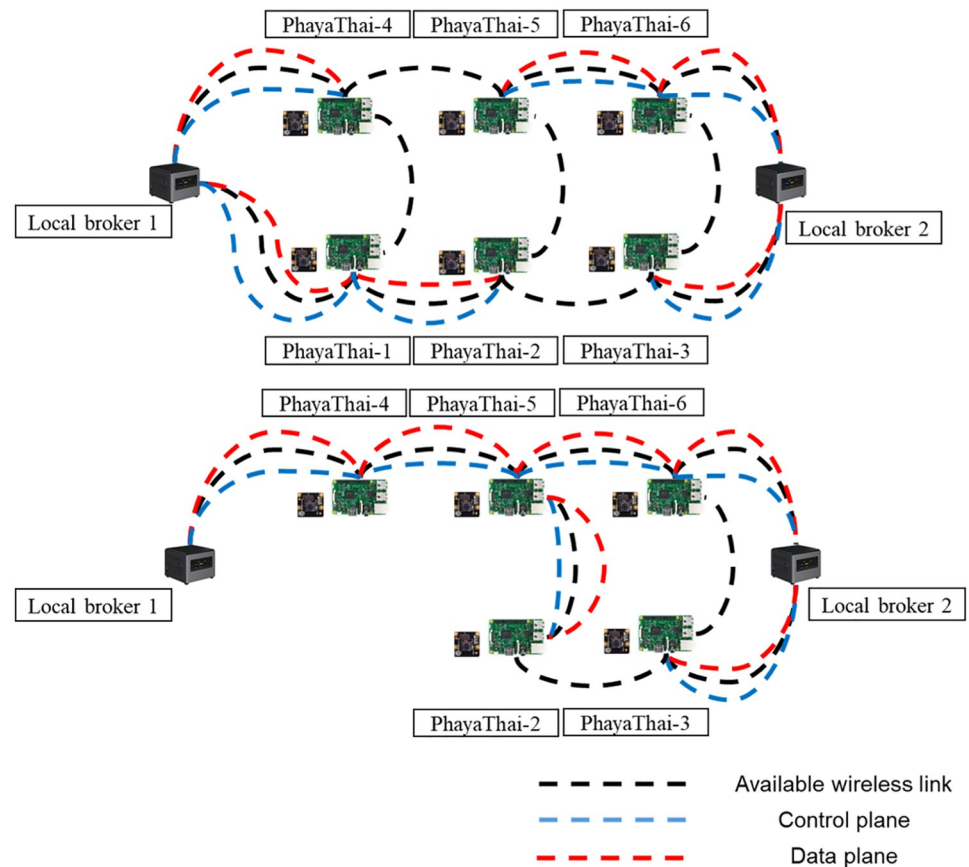 PhayaThai-4 PhayaThai-5 PhayaThai-6
Local broker 1
Local broker 2
PhayaThai-1 PhayaThai-2 PhayaThai-3
PhayaThai-4 PhayaThai-5 PhayaThai-6
Local broker 1
Local broker 2
PhayaThai-2 PhayaThai-3
Available wireless link
Control plane
Data plane